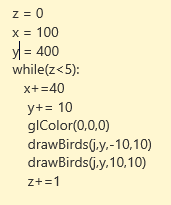 z = 0
x = 100
y = 400
while(z<5):
x+=40
y+= 10
glColor(0,0,0)
drawBirds(j,y,-10,10)
drawBirds(j,y,10,10)
z+=1